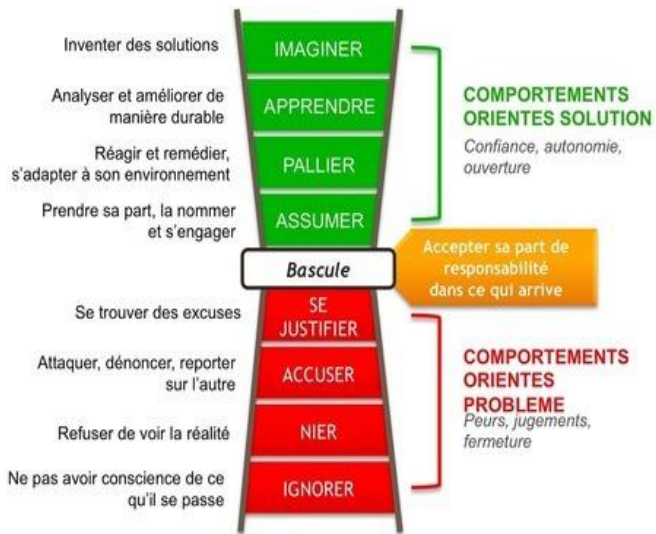 Inventer des solutions
IMAGINER
Analyser et améliorer de
manière durable
APPRENDRE
Réagir et remédier,
s'adapter à son environnement
PALLIER
Prendre sa part, la nommer
et s'engager
ASSUMER
COMPORTEMENTS
ORIENTES SOLUTION
Confiance, autonomie,
ouverture
Bascule
Accepter sa part de
responsabilité
dans ce qui arrive
Se trouver des excuses
SE
JUSTIFIER
Attaquer, dénoncer, reporter
sur l'autre
ACCUSER
Refuser de voir la réalité
NIER
Ne pas avoir conscience de ce
qu'il se passe
IGNORER
COMPORTEMENTS
ORIENTES
PROBLEME
Peurs, jugements,
fermeture